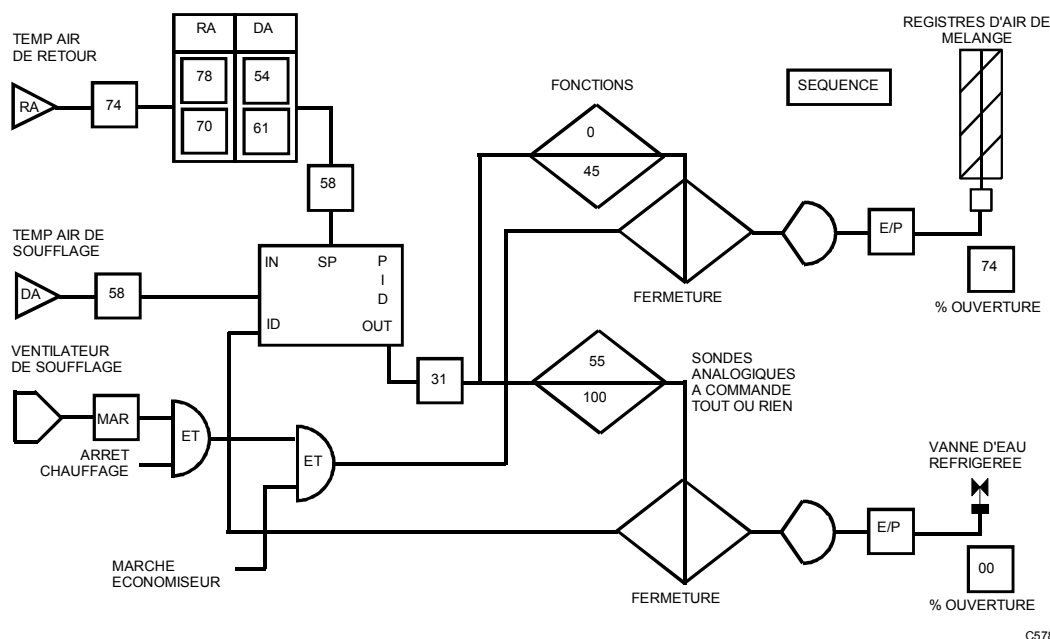 TEMP AIR
DE RETOUR
RA
74
RA DA
78 54
70 61
58
TEMP AIR DE
SOUFFLAGE
DA
58
IN SP P
I
D
ID OUT
31
VENTILATEUR
DE SOUFFLAGE
MAR
ET
ARRET
CHAUFFAGE
ET
MARCHE
ECONOMISEUR
FONCTIONS
0
45
FERMETURE
SEQUENCE
REGISTRES D'AIR DE
MELANGE
E/P
74
% OUVERTURE
55
100
SONDES
ANALOGIQUES
A COMMANDE
TOUT OU RIEN
FERMETURE
VANNE D'EAU
REFRIGEREE
E/P
00
% OUVERTURE